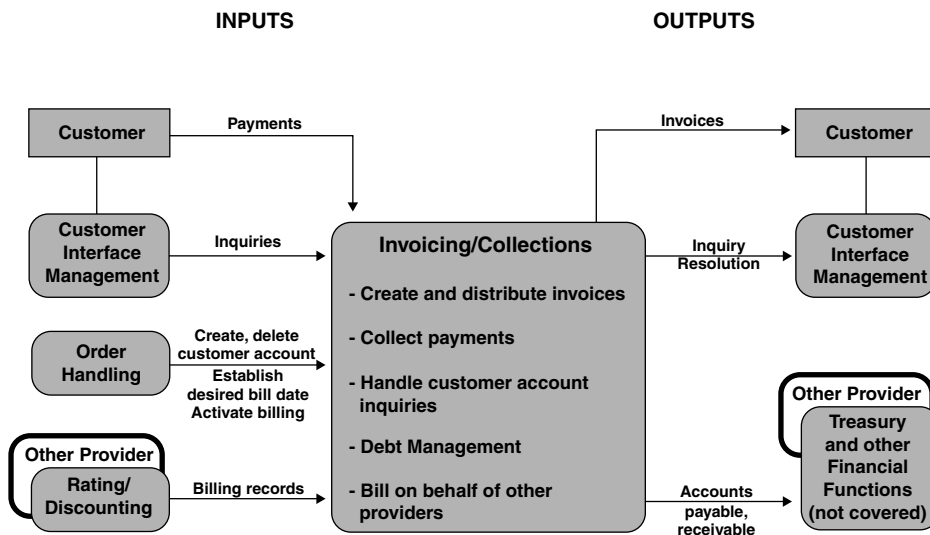 INPUTS
OUTPUTS
Customer
Payments
Invoices
Customer
Customer
Interface
Management
Inquiries
Invoicing/Collections
- Create and distribute invoices
- Collect payments
- Handle customer account
inquiries
- Debt Management
- Bill on behalf of other
providers
Inquiry
Resolution
Customer
Interface
Management
Order
Handling
Create, delete
customer account
Establish
desired bill date
Activate billing
Other Provider
Rating/
Discounting
Billing records
Accounts
payable,
receivable
Other Provider
Treasury
and other
Financial
Functions
(not covered)